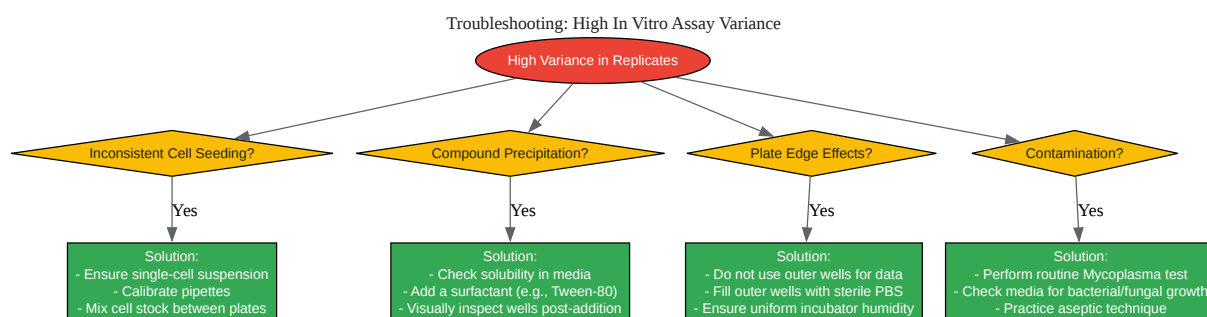 Troubleshooting: High In Vitro Assay Variance
High Variance in Replicates
Inconsistent Cell Seeding?
Compound Precipitation?
Plate Edge Effects?
Contamination?
Yes
Yes
Yes
Yes
Solution:
- Ensure single-cell suspension
- Calibrate pipettes
- Mix cell stock between plates
Solution:
- Check solubility in media
- Add a surfactant (e.g., Tween-80)
- Visually inspect wells post-addition
Solution:
- Do not use outer wells for data
- Fill outer wells with sterile PBS
- Ensure uniform incubator humidity
Solution:
- Perform routine Mycoplasma test
- Check media for bacterial/fungal growth
- Practice aseptic technique